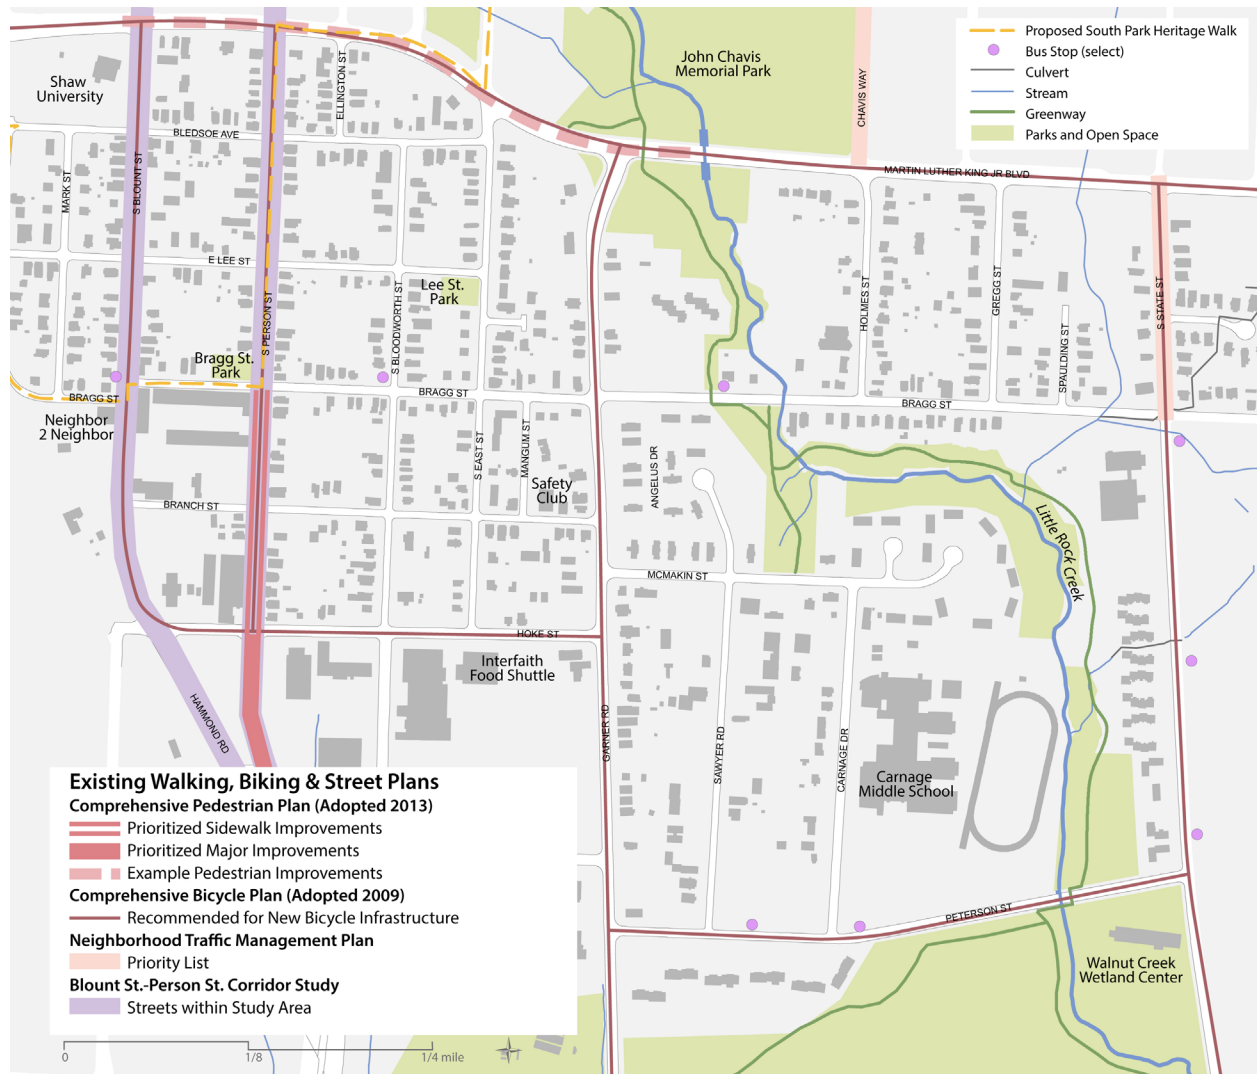 Proposed South Park Heritage Walk
Bus Stop (select)
Culvert
Stream
Greenway
Parks and Open Space
John Chavis
Memorial Park
Shaw
University
ELLINGTON ST
CHAVIS WAY
BLEDSOE AVE
MARTIN LUTHER KING JR BLVD
MARK ST
S BLOUNT ST
E LEE ST
Lee St.
Park
S PERSON ST
S BLOODWORTH ST
HOLMES ST
GREGG ST
S STATE ST
SPAULDING ST
Bragg St.
Park
BRAGG ST
BRAGG ST
BRAGG ST
Neighbor
2 Neighbor
S EAST ST
MANGUM ST
ANGELUS DR
Safety
Club
BRANCH ST
Little Rock Creek
MCMAKIN ST
HOKE ST
Interfaith
Food Shuttle
HAMMOND RD
GARNER RD
SAWYER RD
CARNAGE DR
Carnage
Middle School
PETERSON ST
Walnut Creek
Wetland Center
Existing Walking, Biking & Street Plans
Comprehensive Pedestrian Plan (Adopted 2013)
Prioritized Sidewalk Improvements
Prioritized Major Improvements
Example Pedestrian Improvements
Comprehensive Bicycle Plan (Adopted 2009)
Recommended for New Bicycle Infrastructure
Neighborhood Traffic Management Plan
Priority List
Blount St.-Person St. Corridor Study
Streets within Study Area
0 1/8 1/4 mile